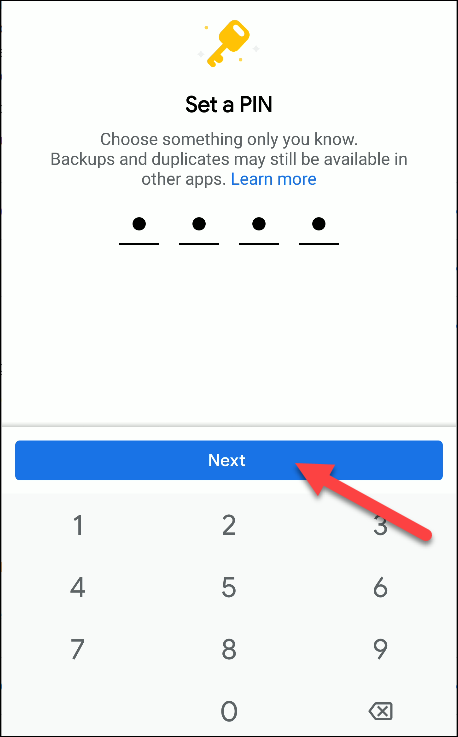 Set a PIN
Choose something only you know.
Backups and duplicates may still be available in
other apps. Learn more
Next
1 2 3
4 5 6
7 8 9
0